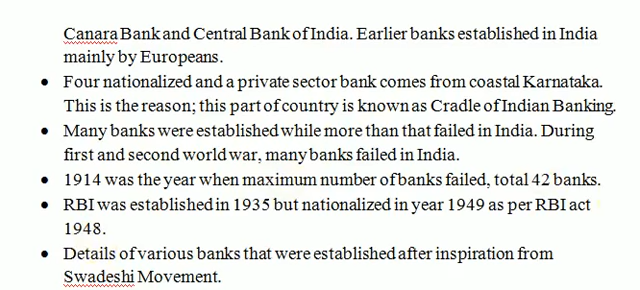 Canara Bank and Central Bank of India. Earlier banks established in India
mainly by Europeans.
• Four nationalized and a private sector bank comes from coastal Karnataka.
This is the reason; this part of country is known as Cradle of Indian Banking.
• Many banks were established while more than that failed in India. During
first and second world war, many banks failed in India.
• 1914 was the year when maximum number of banks failed, total 42 banks.
• RBI was established in 1935 but nationalized in year 1949 as per RBI act
1948.
• Details of various banks that were established after inspiration from
Swadeshi Movement.